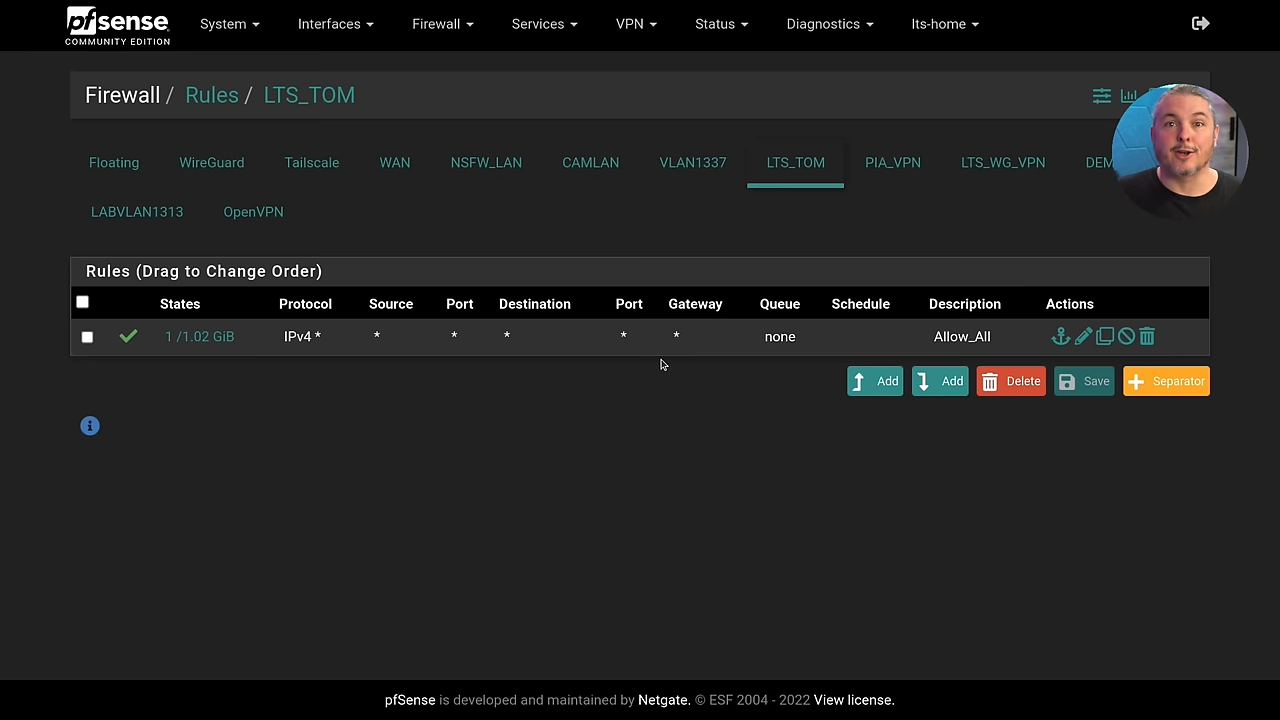 pfsense
COMMUNITY EDITION
System Interfaces Firewall Services VPN Status Diagnostics Its-home
Firewall / Rules / LTS_TOM
Floating WireGuard Tailscale WAN NSFW_LAN CAMLAN VLAN1337 LTS_TOM PIA_VPN LTS_WG_VPN DEM
LABVLAN1313 OpenVPN
Rules (Drag to Change Order)
States Protocol Source Port Destination Port Gateway Queue Schedule Description Actions
1 /1.02 GiB IPv4 * * * * * * none Allow_All
Add Add Delete Save Separator
pfSense is developed and maintained by Netgate. © ESF 2004 - 2022 View license.